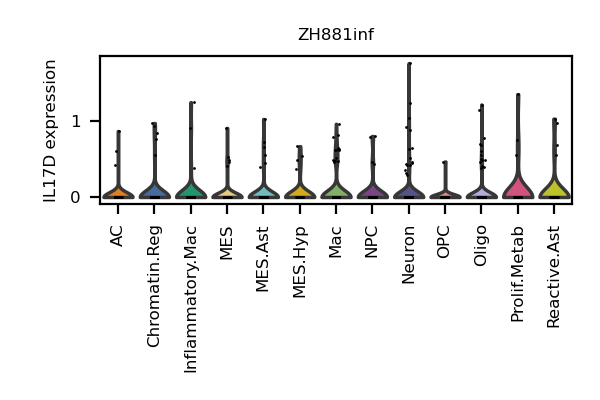 ZH881inf
IL17D expression
1
0
AC
Chromatin.Reg
Inflammatory.Mac
MES
MES.Ast
MES.Hyp
Mac
NPC
Neuron
OPC
Oligo
Prolif.Metab
Reactive.Ast